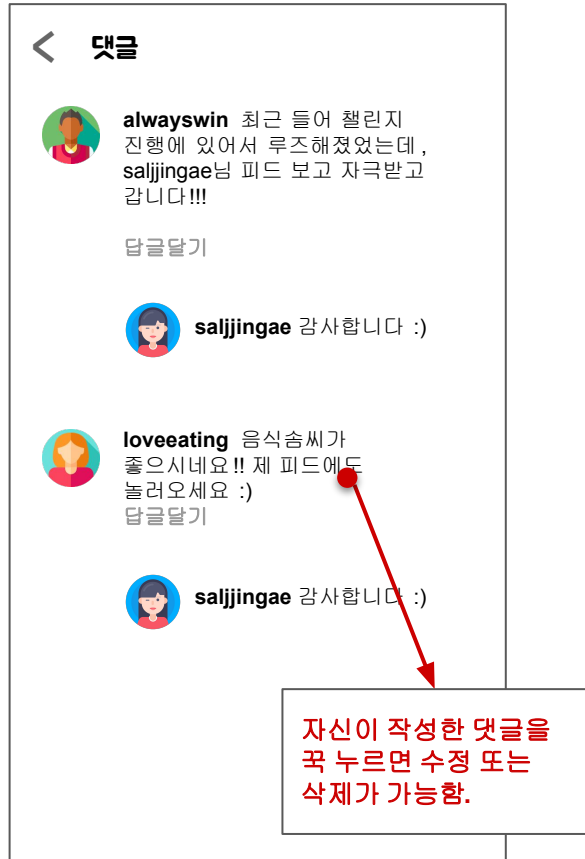 댓글
alwayswin 최근 들어 챌린지
진행에 있어서 루즈해졌었는데,
saljjingae님 피드 보고 자극받고
갑니다!!!
답글달기
saljjingae 감사합니다 :)
loveeating 음식솜씨가
좋으시네요!! 제 피드에도
놀러오세요 :)
답글달기
saljjingae 감사합니다 :)
자신이 작성한 댓글을
꾹 누르면 수정 또는
삭제가 가능함.